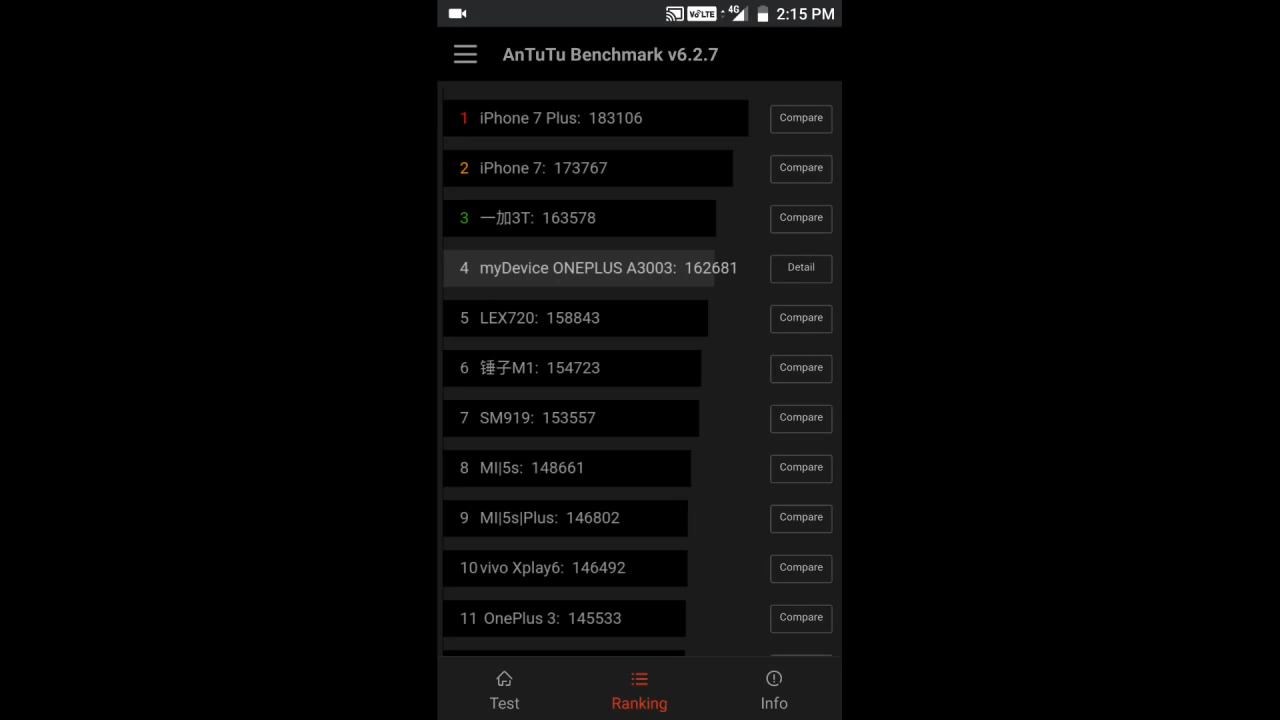 VoLTE 4G 2:15 PM
AnTuTu Benchmark v6.2.7
1 iPhone 7 Plus: 183106 Compare
2 iPhone 7: 173767 Compare
3 一加3T: 163578 Compare
4 myDevice ONEPLUS A3003: 162681 Detail
5 LEX720: 158843 Compare
6 锤子M1: 154723 Compare
7 SM919: 153557 Compare
8 MI|5s: 148661 Compare
9 MI|5s|Plus: 146802 Compare
10 vivo Xplay6: 146492 Compare
11 OnePlus 3: 145533 Compare
Test Ranking Info